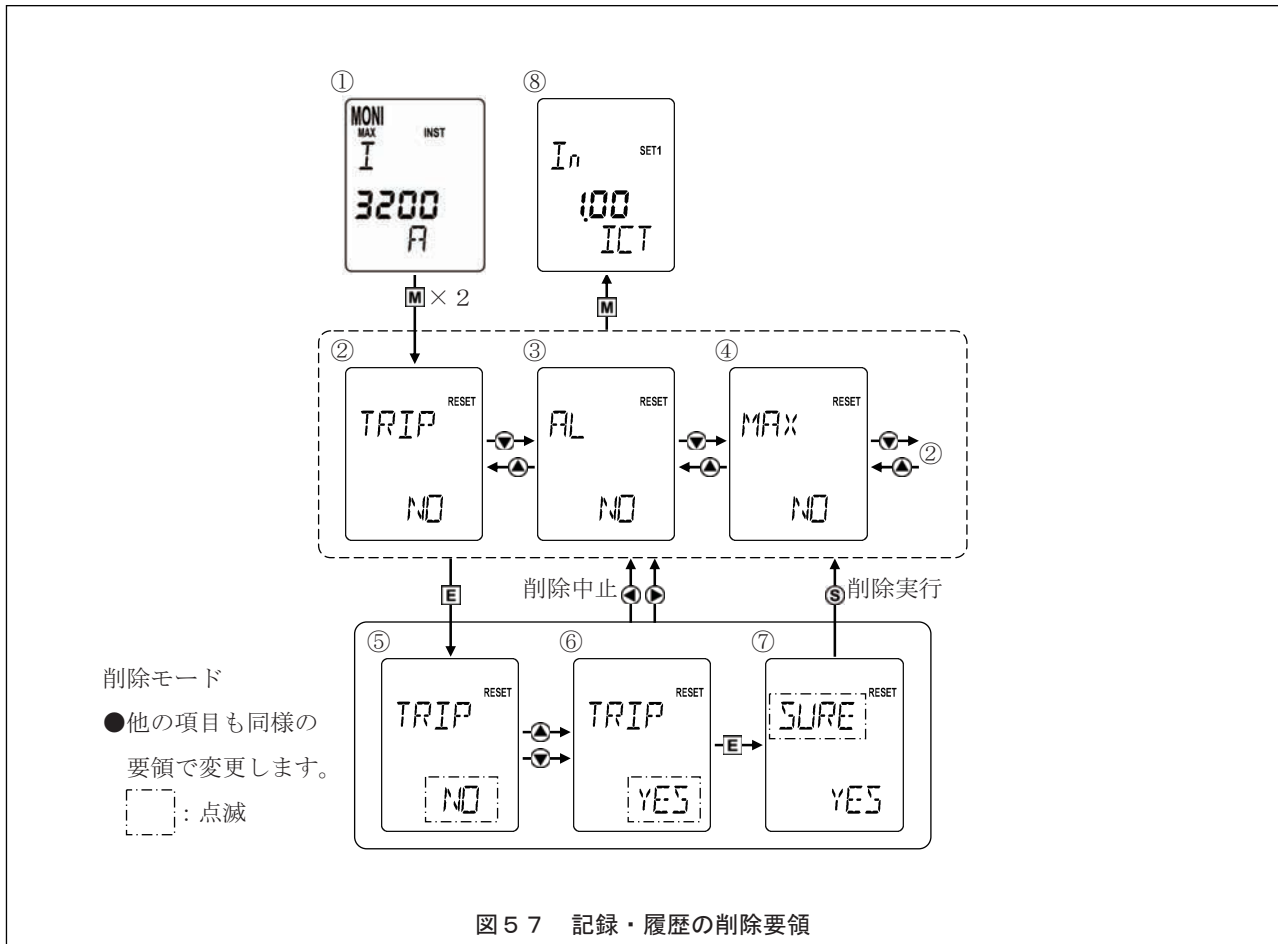 ① ⑧
MONI
MAX INST
I
3200
A
In SET1
1.00
ICT
M × 2
M
② ③ ④
RESET
TRIP
NO
RESET
AL
NO
RESET
MAX
NO
②
E
削除中止
S 削除実行
⑤ ⑥ ⑦
RESET
TRIP
NO
RESET
TRIP
YES
E
RESET
SURE
YES
削除モード
●他の項目も同様の
要領で変更します。
：点滅
図57 記録・履歴の削除要領